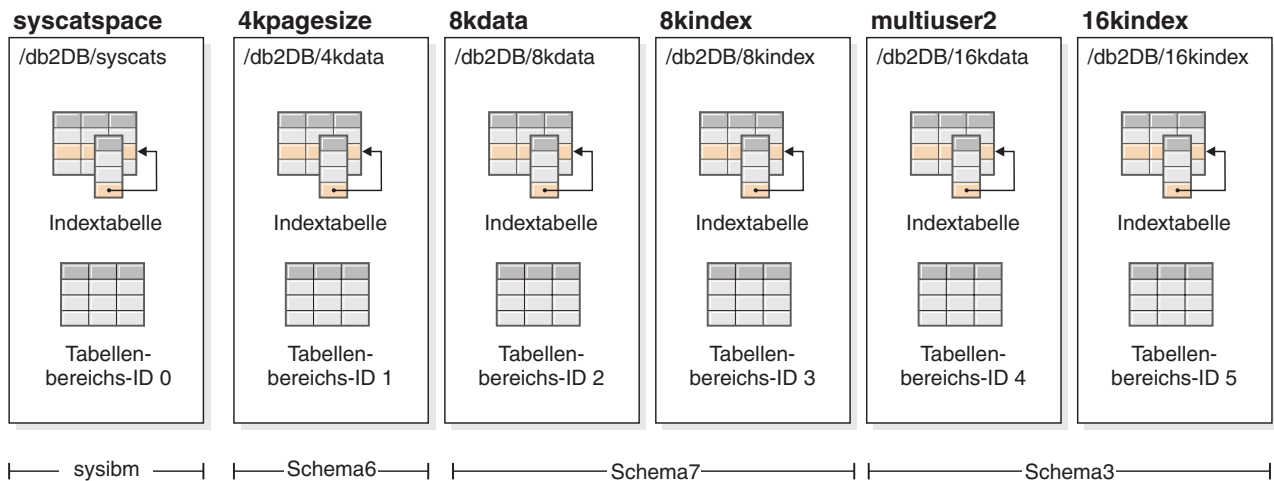 syscatspace
/db2DB/syscats
Indextabelle
Tabellen-
bereichs-ID 0
4kpagesize
/db2DB/4kdata
Indextabelle
Tabellen-
bereichs-ID 1
8kdata
/db2DB/8kdata
Indextabelle
Tabellen-
bereichs-ID 2
8kindex
/db2DB/8kindex
Indextabelle
Tabellen-
bereichs-ID 3
multiuser2
/db2DB/16kdata
Indextabelle
Tabellen-
bereichs-ID 4
16kindex
/db2DB/16kindex
Indextabelle
Tabellen-
bereichs-ID 5
sysibm
Schema6
Schema7
Schema3